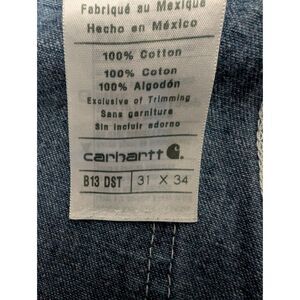 Fabriqué au Mexique
Hecho en México
100% Cotton
100% Coton
100% Algodón
Exclusive of Trimming
Sans garniture
Sin incluir adorno
carhartt
B13 DST 31 X 34